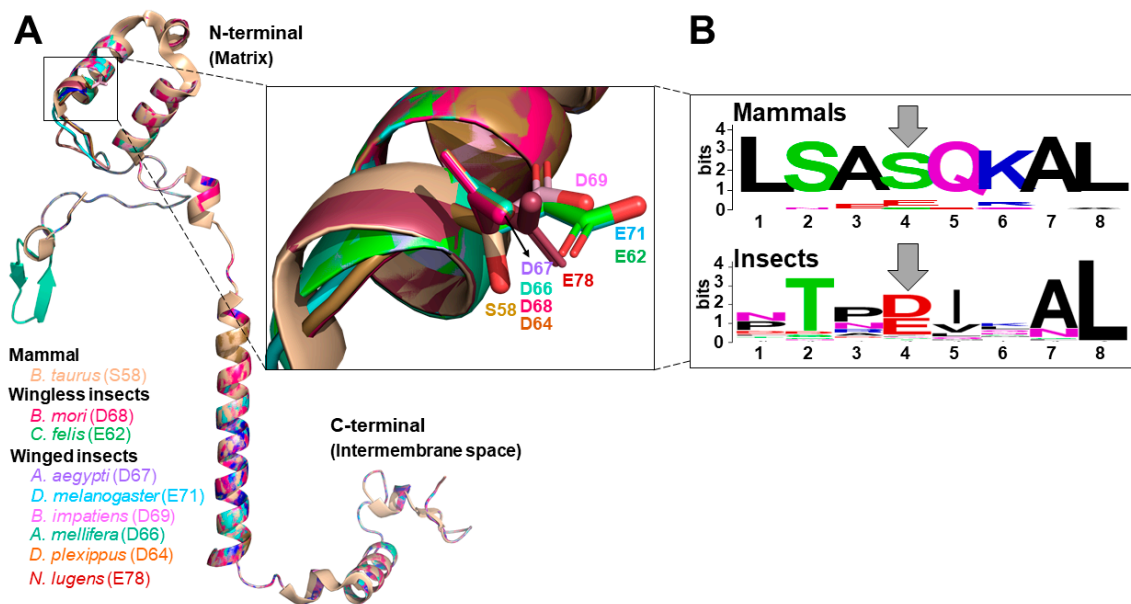 A
N-terminal
(Matrix)
D69
E71
E62
D67
E78
D66
S58
D68
D64
Mammal
B. taurus (S58)
Wingless insects
B. mori (D68)
C. felis (E62)
Winged insects
A. aegypti (D67)
D. melanogaster (E71)
B. impatiens (D69)
A. mellifera (D66)
D. plexippus (D64)
N. lugens (E78)
C-terminal
(Intermembrane space)
B
Mammals
bits
4
3
2
1
0
LSASQKAL
1 2 3 4 5 6 7 8
Insects
bits
4
3
2
1
0
N T P D I K A L
P N E V N
1 2 3 4 5 6 7 8